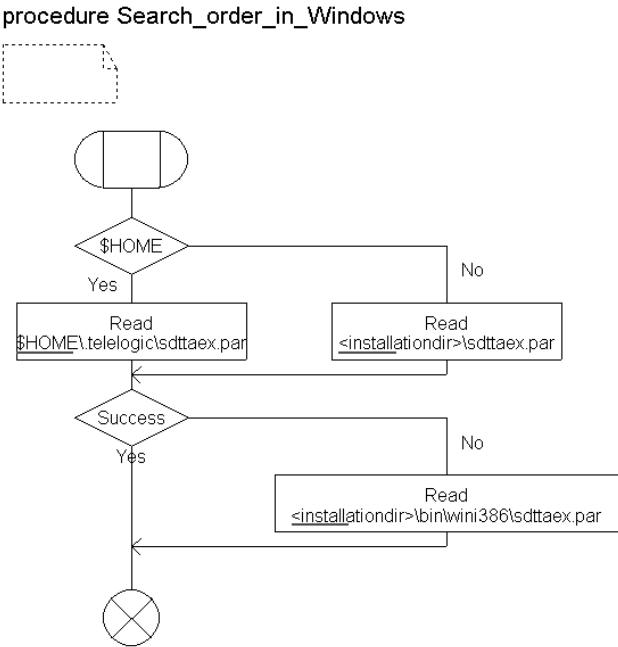 procedure Search_order_in_Windows
$HOME
Yes
No
Read
$HOME\.telelogic\sdttaex.par
Read
<installationdir>\sdttaex.par
Success
Yes
No
Read
<installationdir>\bin\wini386\sdttaex.par